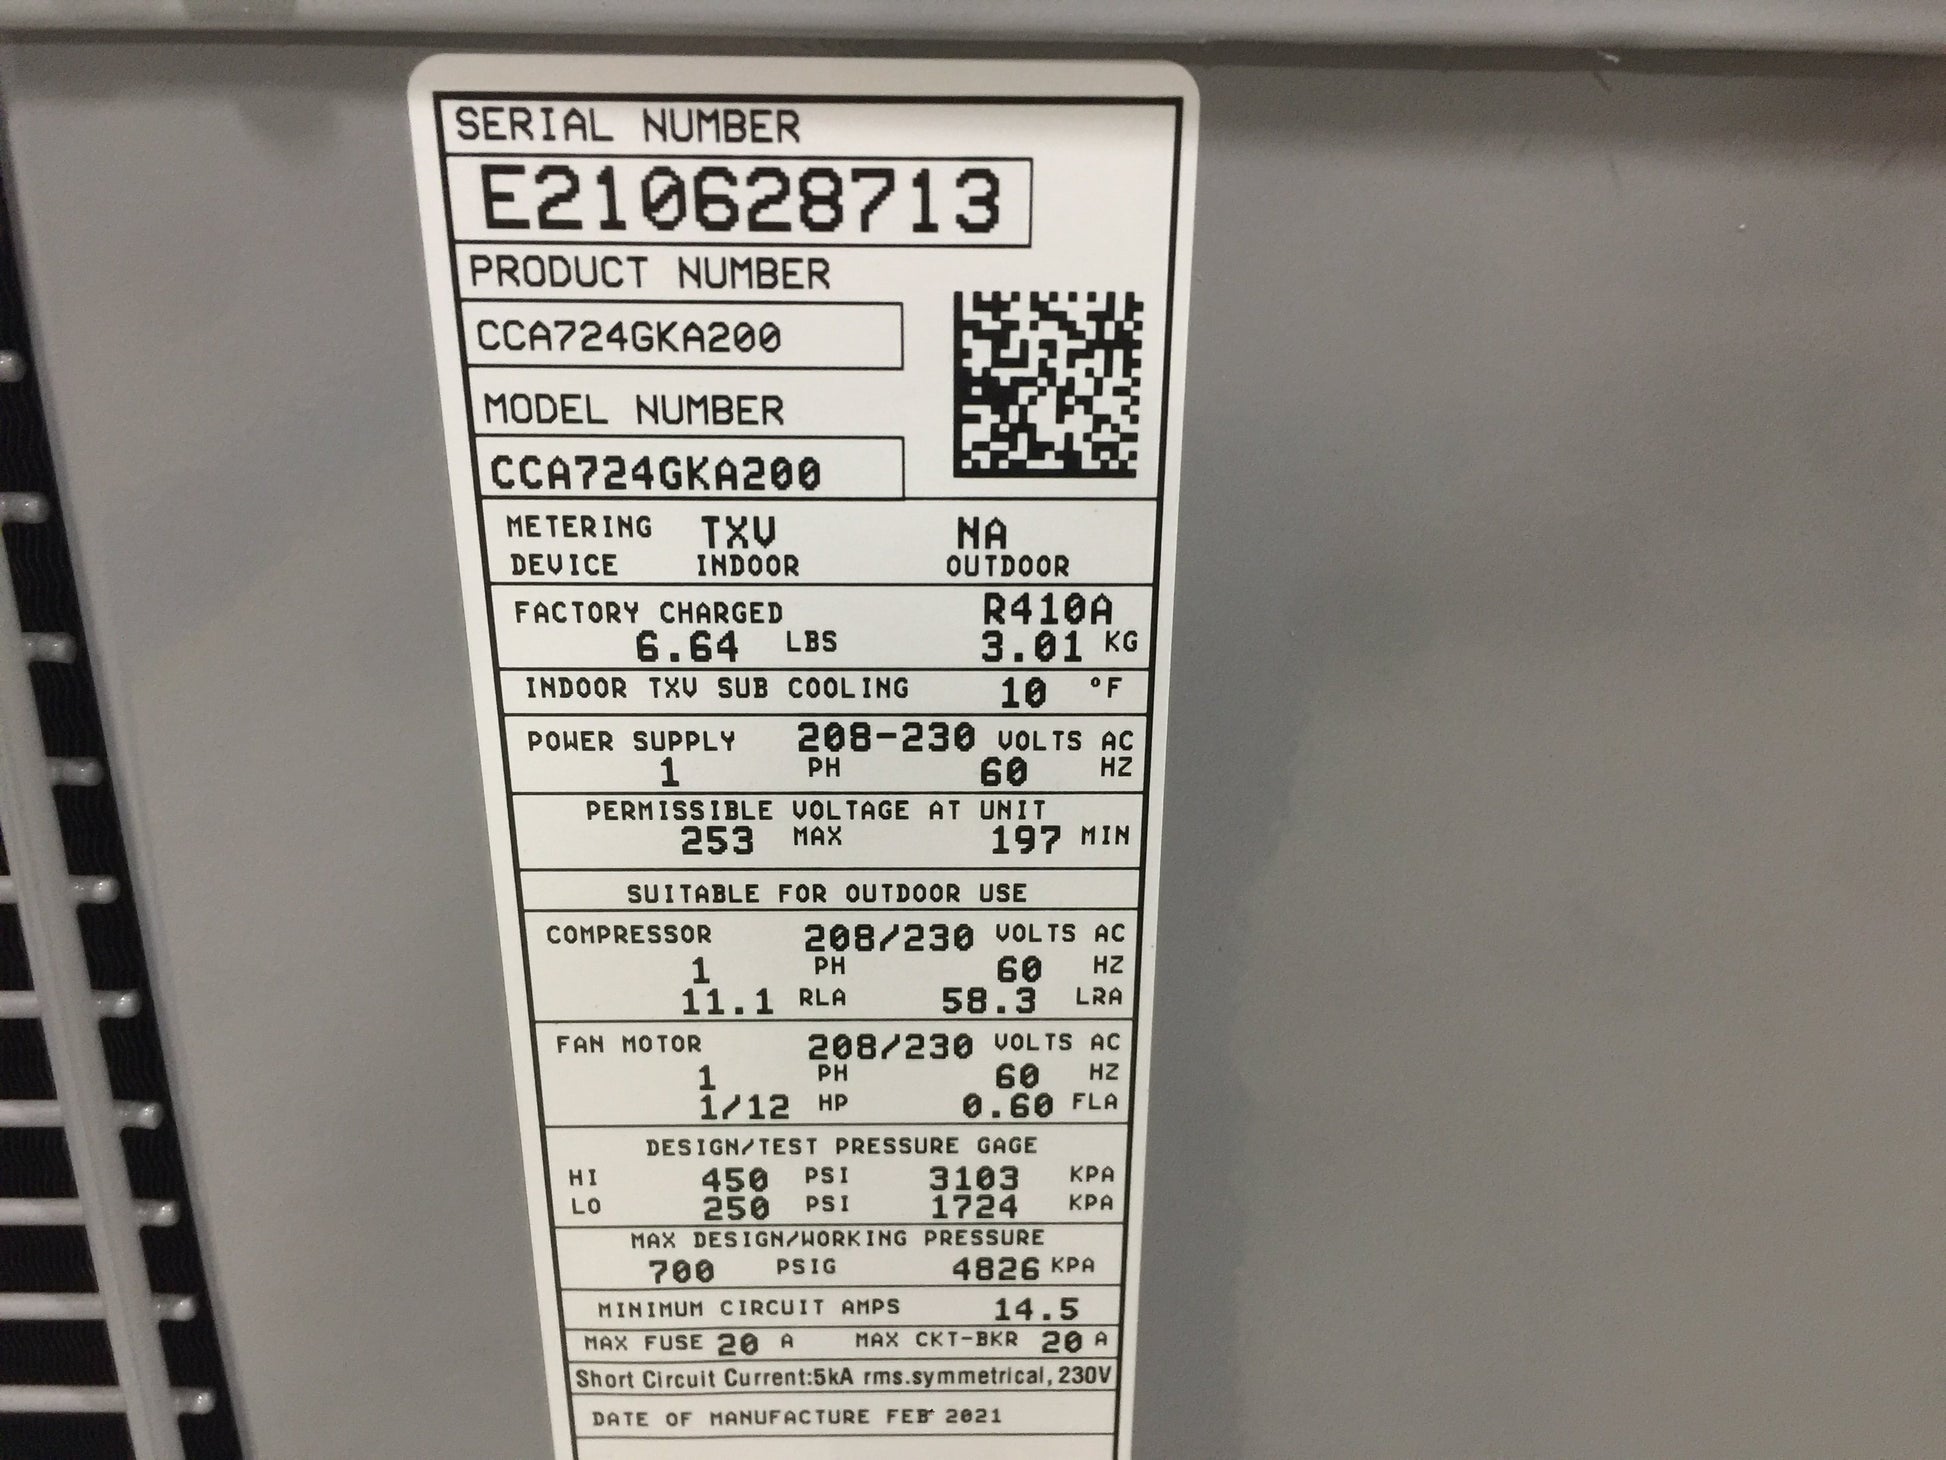 SERIAL NUMBER
E210628713
PRODUCT NUMBER
CCA724GKA200
MODEL NUMBER
CCA724GKA200
METERING TXV NA
DEVICE INDOOR OUTDOOR
FACTORY CHARGED R410A
6.64 LBS 3.01 KG
INDOOR TXV SUB COOLING 10 °F
POWER SUPPLY 208-230 VOLTS AC
1 PH 60 HZ
PERMISSIBLE VOLTAGE AT UNIT
253 MAX 197 MIN
SUITABLE FOR OUTDOOR USE
COMPRESSOR 208/230 VOLTS AC
1 PH 60 HZ
11.1 RLA 58.3 LRA
FAN MOTOR 208/230 VOLTS AC
1 PH 60 HZ
1/12 HP 0.60 FLA
DESIGN/TEST PRESSURE GAGE
HI 450 PSI 3103 KPA
LO 250 PSI 1724 KPA
MAX DESIGN/WORKING PRESSURE
700 PSIG 4826 KPA
MINIMUM CIRCUIT AMPS 14.5
MAX FUSE 20 A MAX CKT-BKR 20 A
Short Circuit Current:5kA rms.symmetrical, 230V
DATE OF MANUFACTURE FEB 2021